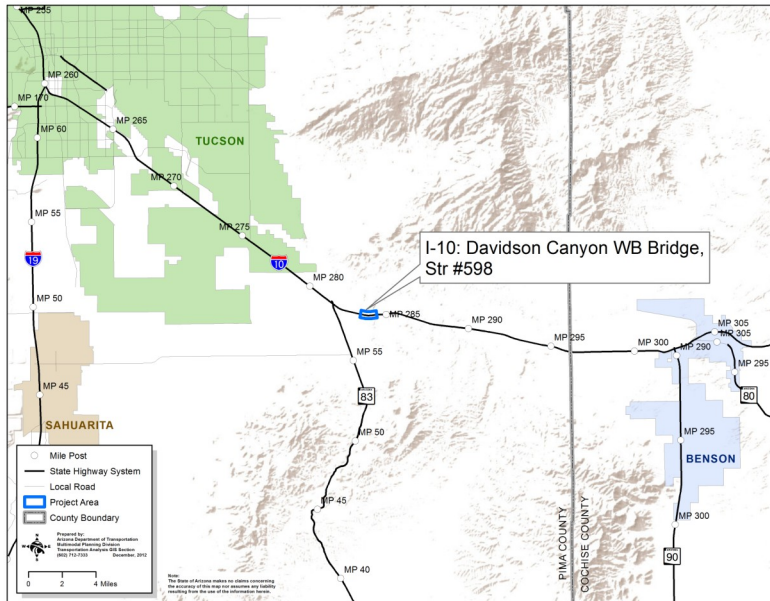 MP 255
MP 260
MP 170
MP 265
MP 60
TUCSON
MP 270
MP 55
MP 275
I-10: Davidson Canyon WB Bridge,
Str #598
19
10
MP 280
MP 50
MP 285
MP 290
MP 305
MP 305
MP 295
MP 300
MP 290
MP 55
MP 295
MP 45
83
80
SAHUARITA
MP 50
MP 295
BENSON
Mile Post
State Highway System
Local Road
Project Area
County Boundary
MP 45
MP 300
Prepared by:
Arizona Department of Transportation
Multimodal Planning Division
Transportation Analysis GIS Section
(602) 712-7333 December, 2012
N
W E
S
PIMA COUNTY
COCHISE COUNTY
90
0 2 4 Miles
MP 40
Note:
The State of Arizona makes no claims concerning
the accuracy of this map nor assumes any liability
resulting from the use of the information herein.